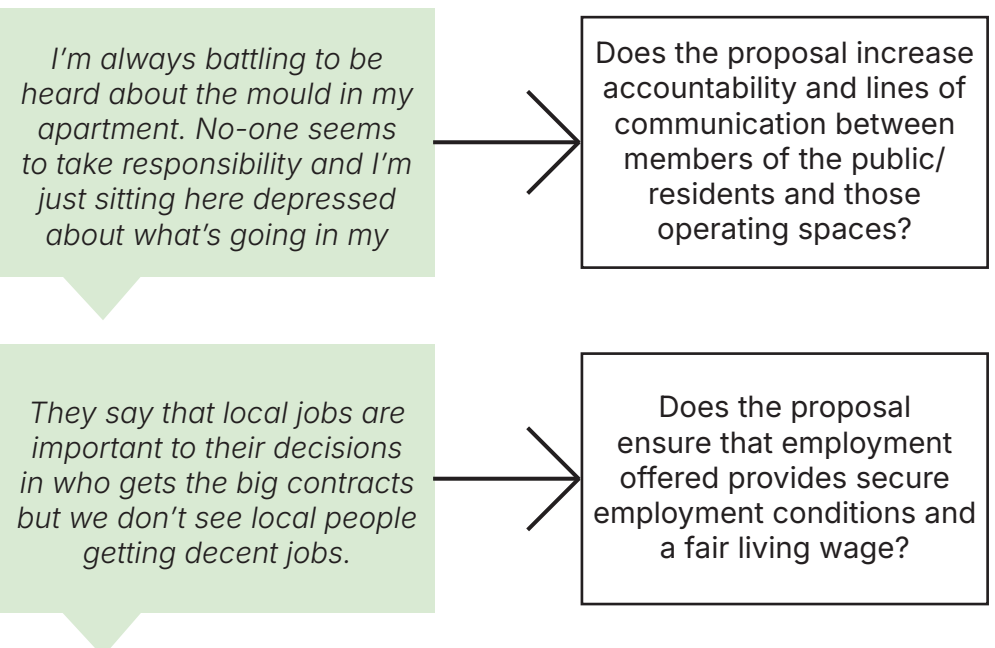 I’m always battling to be
heard about the mould in my
apartment. No-one seems
to take responsibility and I’m
just sitting here depressed
about what’s going in my
Does the proposal increase
accountability and lines of
communication between
members of the public/
residents and those
operating spaces?
They say that local jobs are
important to their decisions
in who gets the big contracts
but we don’t see local people
getting decent jobs.
Does the proposal
ensure that employment
offered provides secure
employment conditions and
a fair living wage?